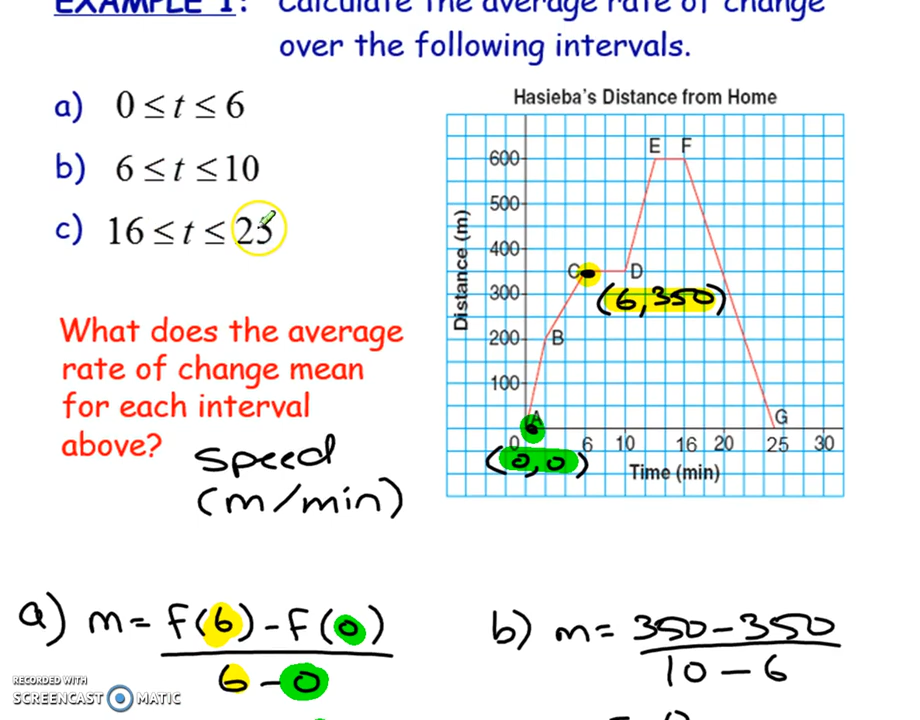 EXAMPLE 1: Calculate the average rate of change
over the following intervals.
a) 0 ≤ t ≤ 6
b) 6 ≤ t ≤ 10
c) 16 ≤ t ≤ 25
What does the average
rate of change mean
for each interval
above?
speed
(m/min)
Hasieba's Distance from Home
Distance (m)
600
500
400
300
200
100
E F
C D
(6,350)
B
A
G
0 6 10 16 20 25 30
(0,0)
Time (min)
a) m = f(6) - f(0)
6 - 0
b) m = 350 - 350
10 - 6
RECORDED WITH
SCREENCAST MATIC